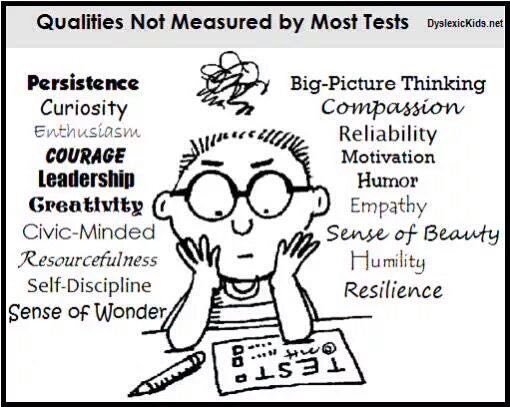 Qualities Not Measured by Most Tests
DyslexicKids.net
Persistence
Curiosity
Enthusiasm
COURAGE
Leadership
Creativity
Civic-Minded
Resourcefulness
Self-Discipline
Sense of Wonder
Big-Picture Thinking
Compassion
Reliability
Motivation
Humor
Empathy
Sense of Beauty
Humility
Resilience
TEST